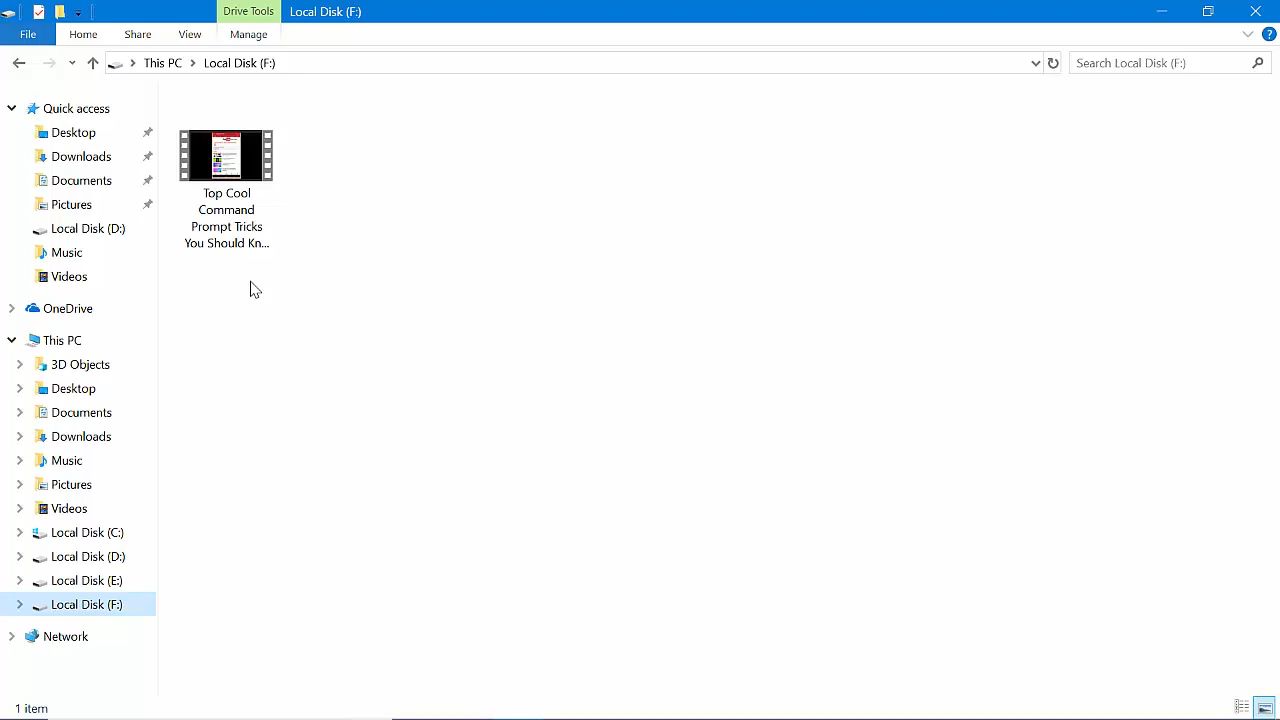 Drive Tools
Local Disk (F:)
File
Home
Share
View
Manage
This PC
Local Disk (F:)
Search Local Disk (F:)
Quick access
Desktop
Downloads
Documents
Pictures
Local Disk (D:)
Music
Videos
OneDrive
This PC
3D Objects
Desktop
Documents
Downloads
Music
Pictures
Videos
Local Disk (C:)
Local Disk (D:)
Local Disk (E:)
Local Disk (F:)
Network
Top Cool
Command
Prompt Tricks
You Should Kn...
1 item